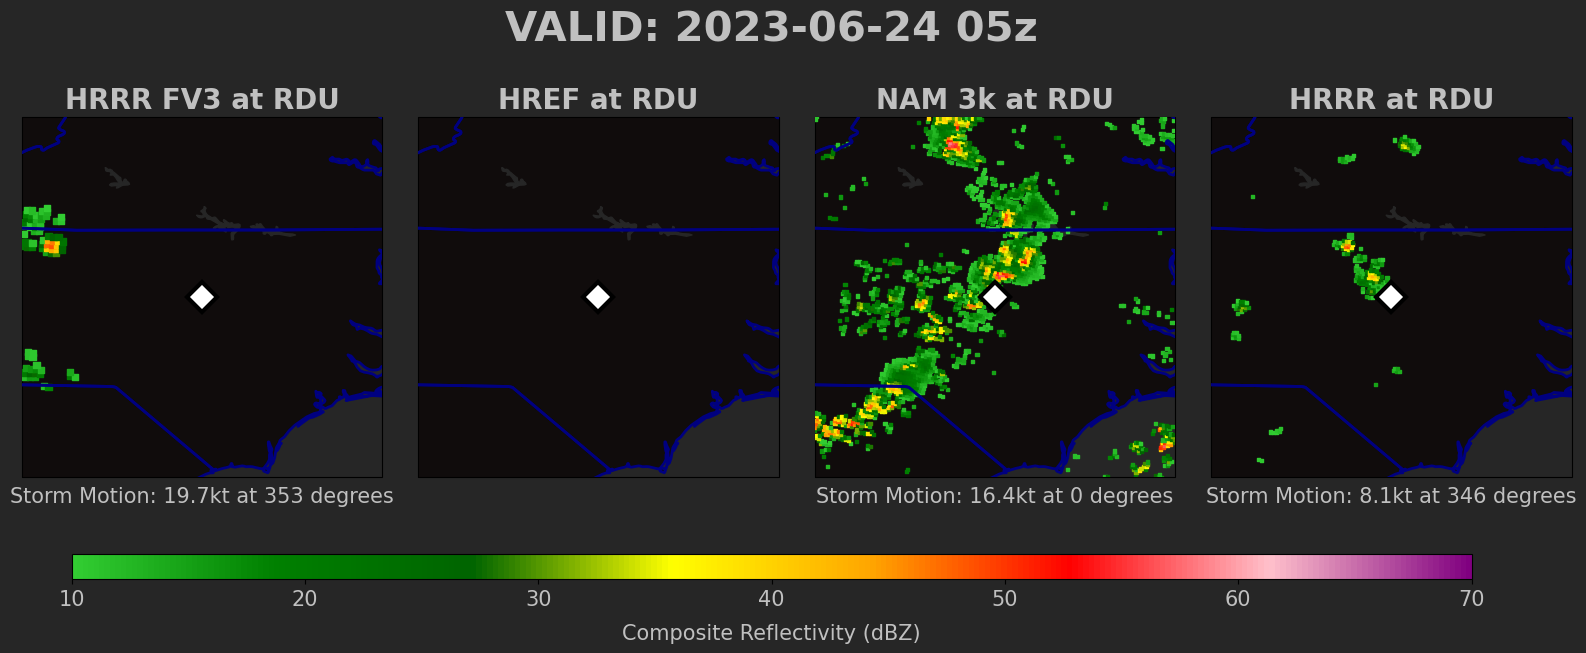 VALID: 2023-06-24 05z
HRRR FV3 at RDU
HREF at RDU
NAM 3k at RDU
HRRR at RDU
Storm Motion: 19.7kt at 353 degrees
Storm Motion: 16.4kt at 0 degrees
Storm Motion: 8.1kt at 346 degrees
10 20 30 40 50 60 70
Composite Reflectivity (dBZ)